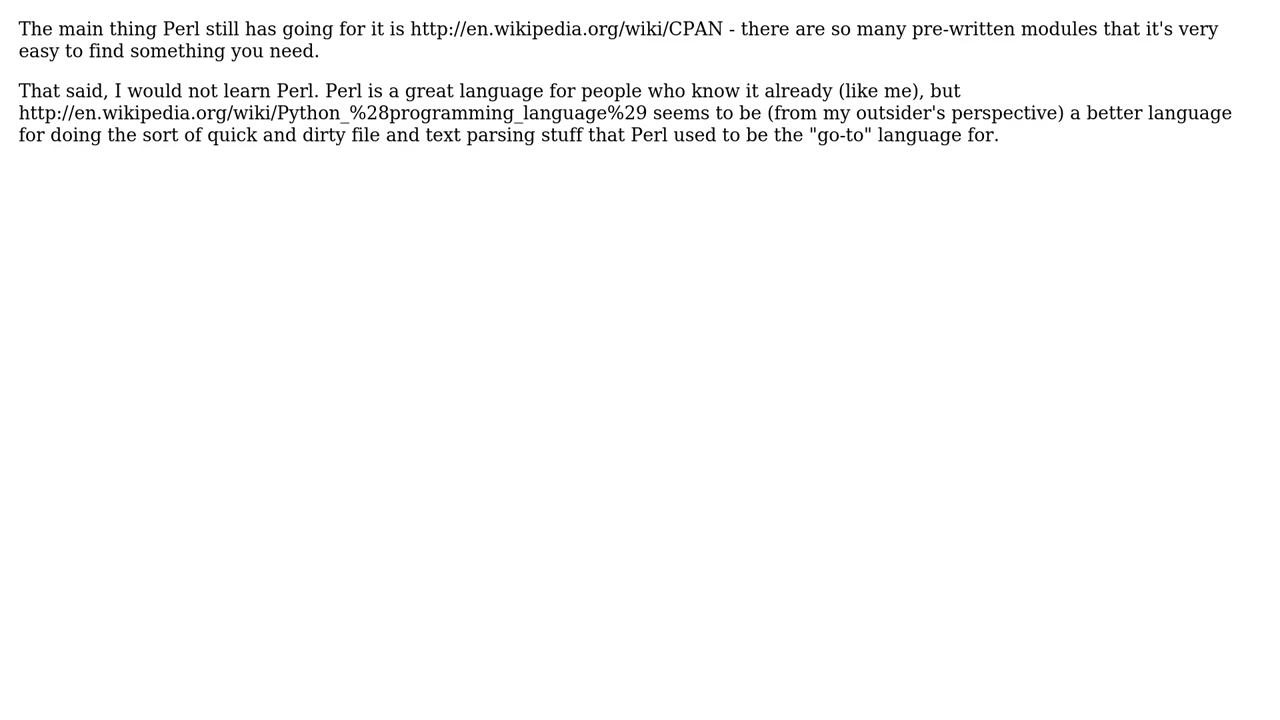 The main thing Perl still has going for it is http://en.wikipedia.org/wiki/CPAN - there are so many pre-written modules that it's very
easy to find something you need.
That said, I would not learn Perl. Perl is a great language for people who know it already (like me), but
http://en.wikipedia.org/wiki/Python_%28programming_language%29 seems to be (from my outsider's perspective) a better language
for doing the sort of quick and dirty file and text parsing stuff that Perl used to be the "go-to" language for.